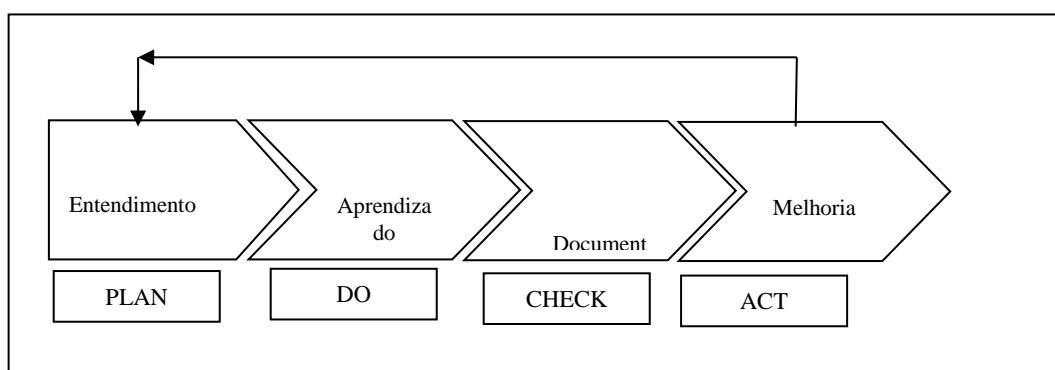 Entendimento
Aprendiza
do
Document
Melhoria
PLAN
DO
CHECK
ACT